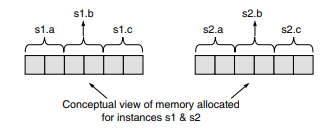 s1.b
s2.b
s1.a
s1.c
s2.a
s2.c
Conceptual view of memory allocated
for instances s1 & s2